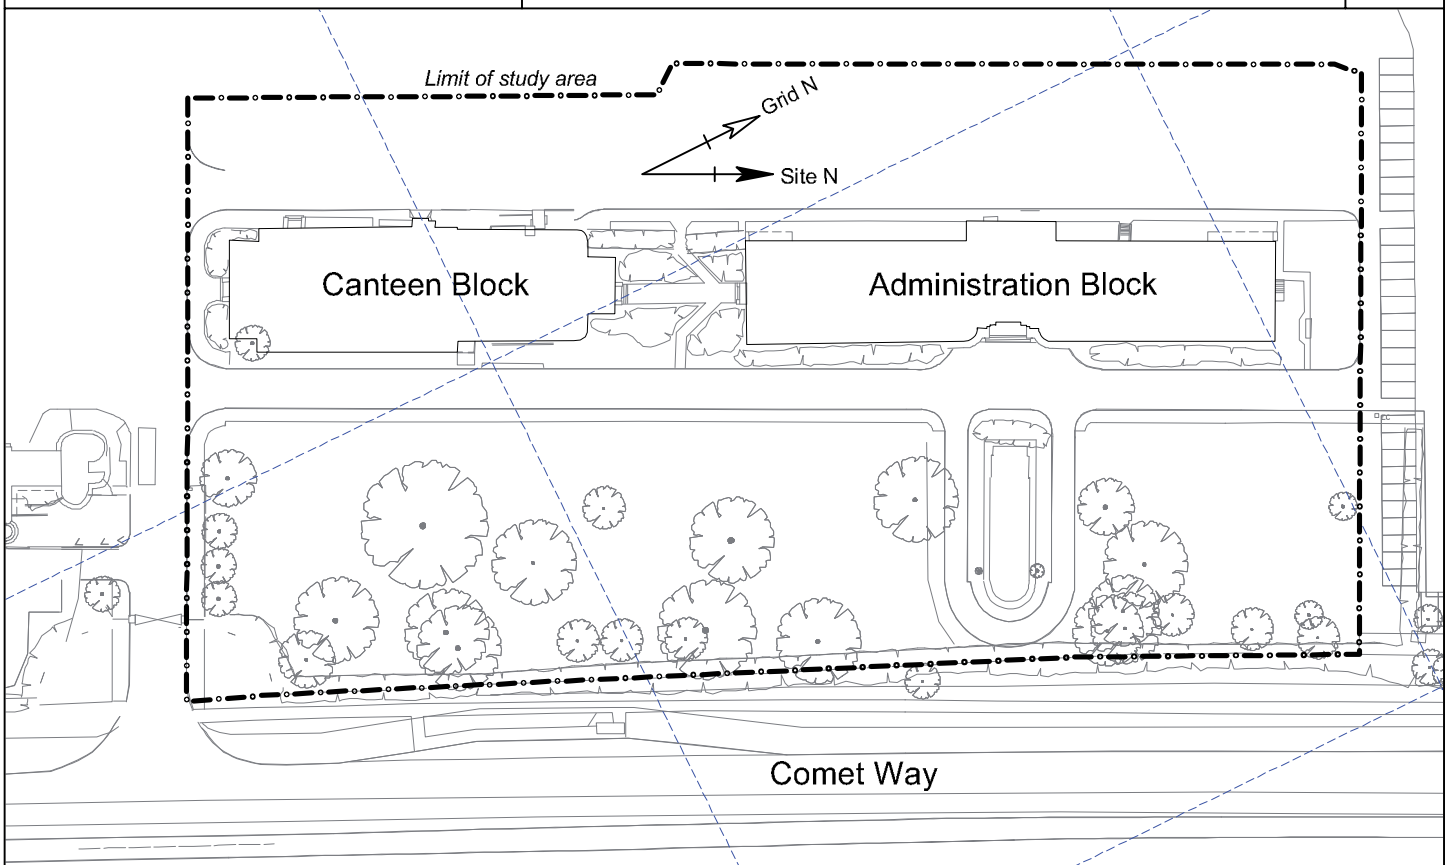 Limit of study area
Grid N
Site N
Canteen Block
Administration Block
Comet Way